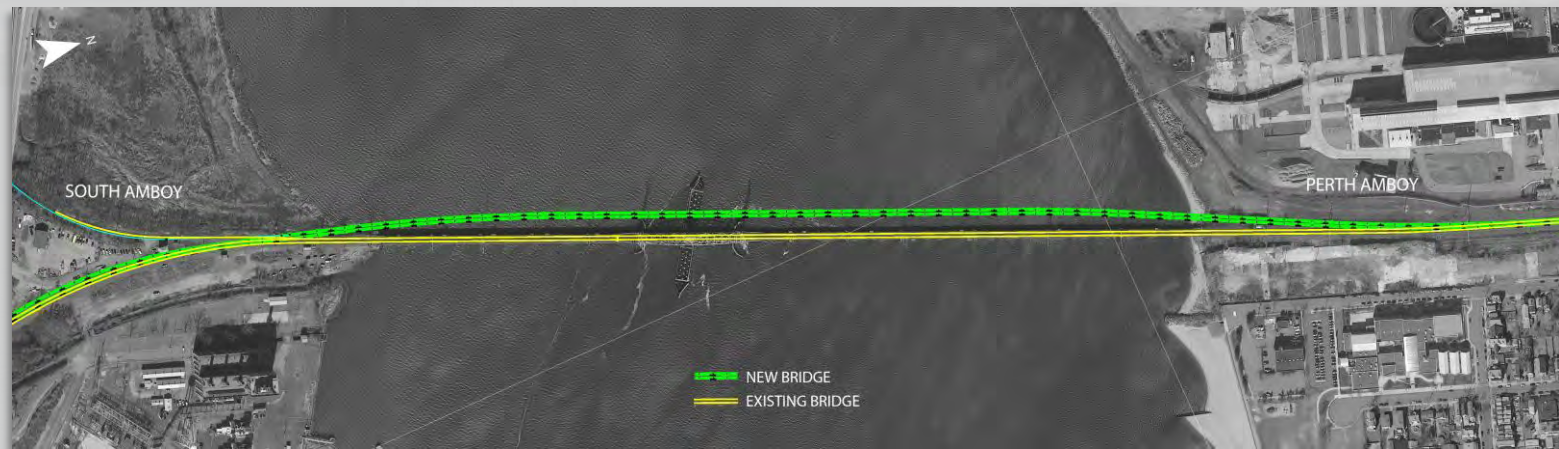 N
SOUTH AMBOY
PERTH AMBOY
NEW BRIDGE
EXISTING BRIDGE